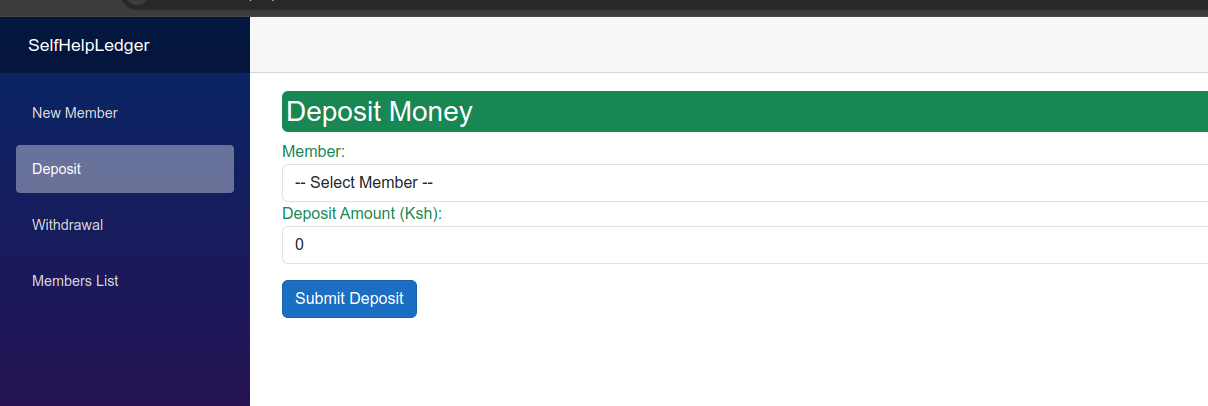 SelfHelpLedger
New Member
Deposit
Withdrawal
Members List
Deposit Money
Member:
-- Select Member --
Deposit Amount (Ksh):
0
Submit Deposit